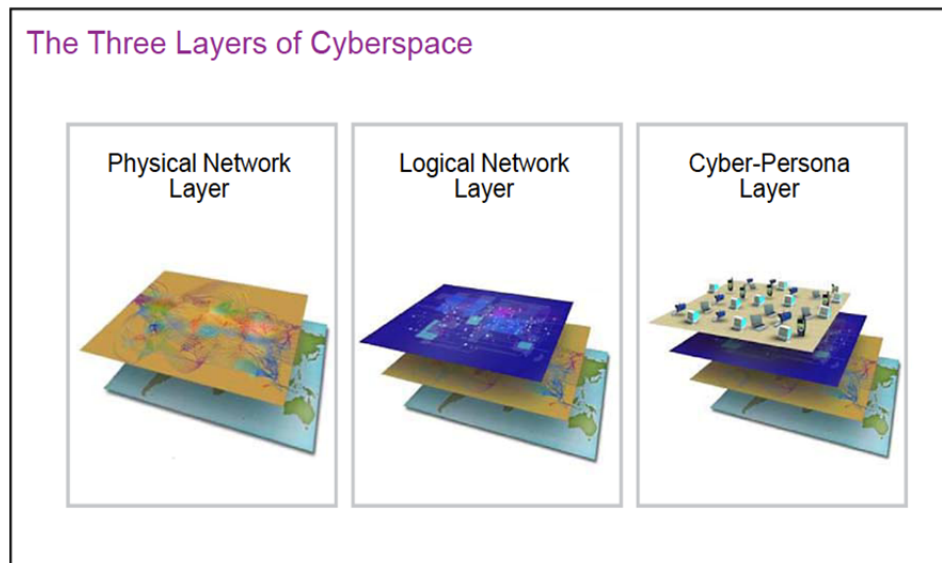 The Three Layers of Cyberspace
Physical Network
Layer
Logical Network
Layer
Cyber-Persona
Layer